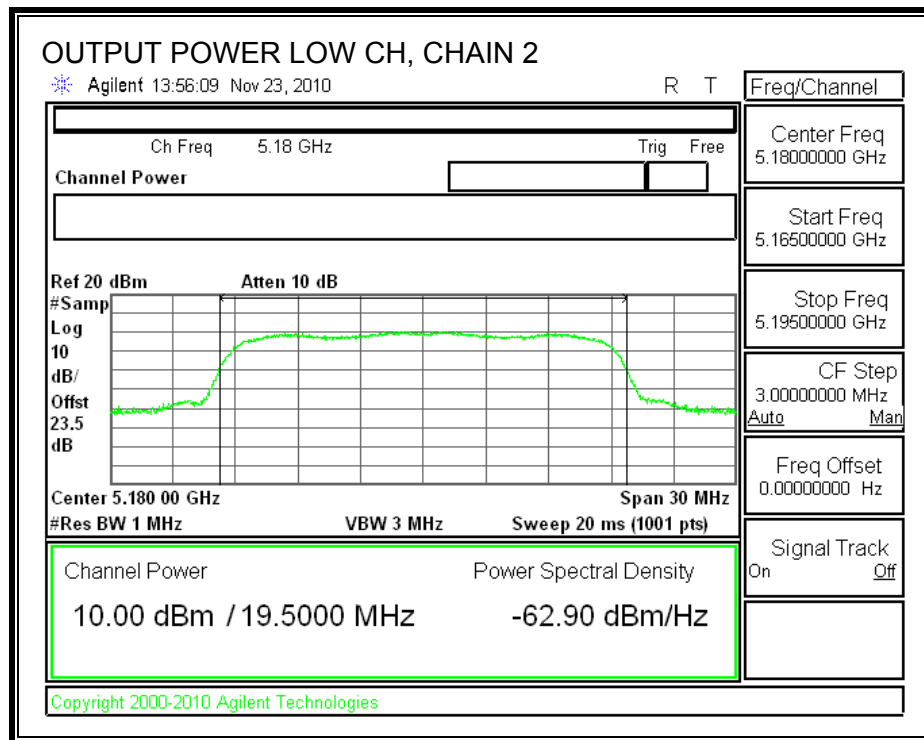 OUTPUT POWER LOW CH, CHAIN 2
Agilent 13:56:09 Nov 23, 2010 R T
Freq/Channel
Ch Freq 5.18 GHz Trig Free
Channel Power
Center Freq
5.18000000 GHz
Start Freq
5.16500000 GHz
Stop Freq
5.19500000 GHz
CF Step
3.00000000 MHz
Auto Man
Freq Offset
0.00000000 Hz
Signal Track
On Off
Ref 20 dBm Atten 10 dB
#Samp
Log
10
dB/
Offst
23.5
dB
Center 5.180 00 GHz Span 30 MHz
#Res BW 1 MHz VBW 3 MHz Sweep 20 ms (1001 pts)
Channel Power Power Spectral Density
10.00 dBm / 19.5000 MHz -62.90 dBm/Hz
Copyright 2000-2010 Agilent Technologies